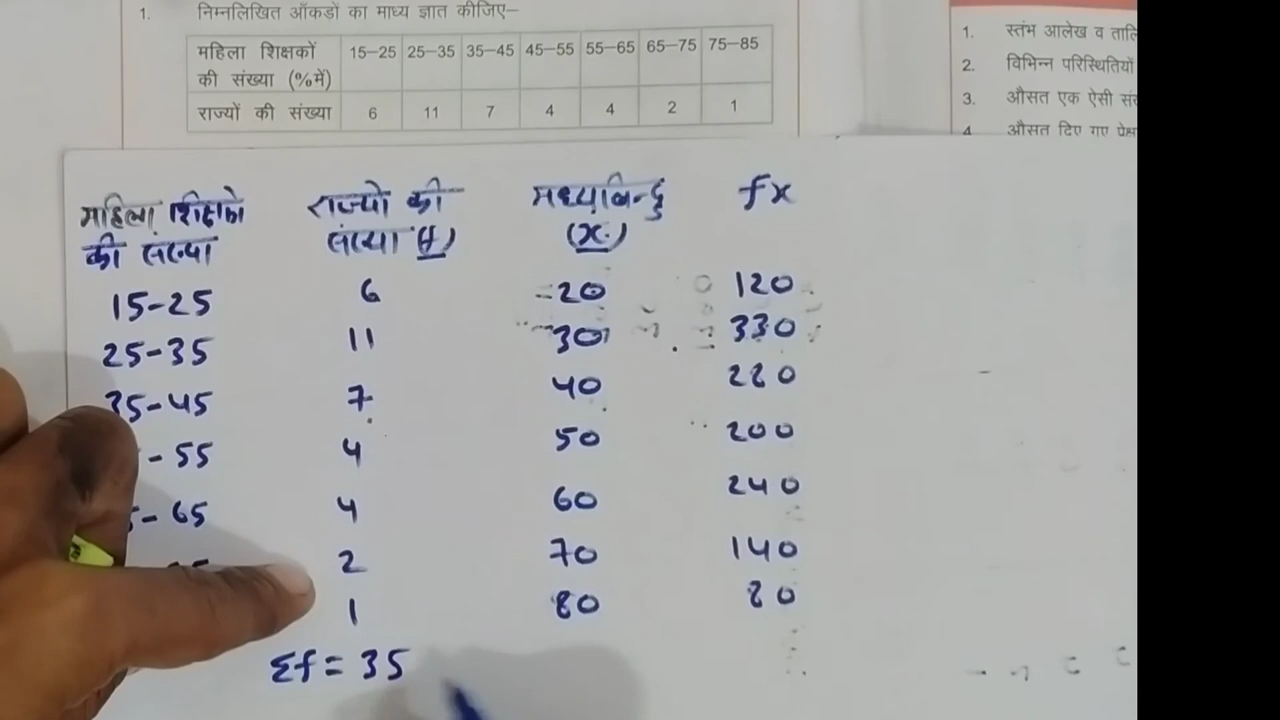 1. निम्नलिखित आँकडों का माध्य ज्ञात कीजिए—
महिला शिक्षकों की संख्या (%में) 15—25 25—35 35—45 45—55 55—65 65—75 75—85
राज्यों की संख्या 6 11 7 4 4 2 1
1. स्तंभ आलेख व
2. विभिन्न परिस्थितियों
3. औसत एक ऐसी
4 औसत दिए गए
महिला शिक्षको की संख्या राज्यो की संख्या (f) मध्यबिन्दु (x.) fx
15-25 6 20 120
25-35 11 30 330
35-45 7 40 280
- 55 4 50 200
- 65 4 60 240
2 70 140
1 80 80
Σf = 35